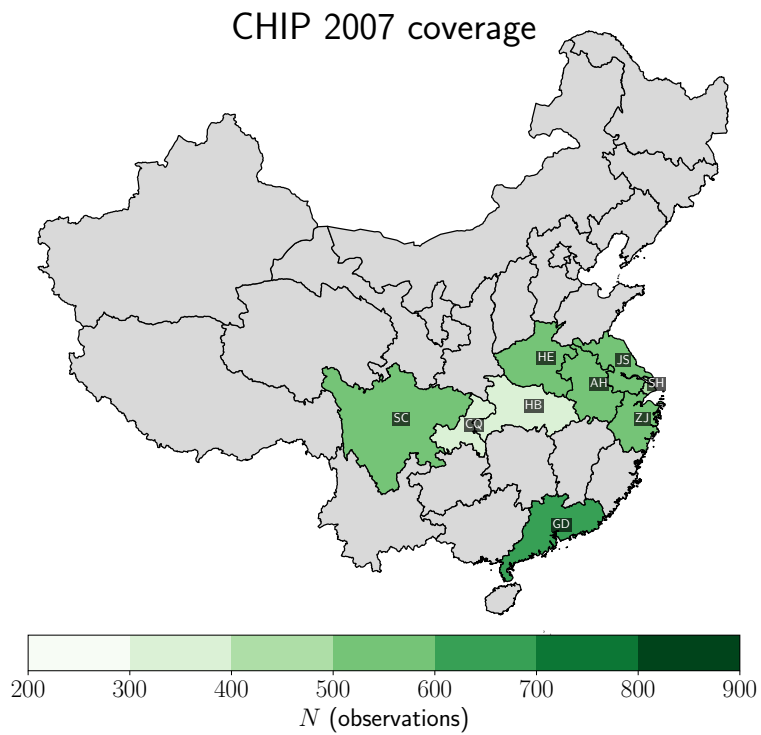 CHIP 2007 coverage
HE
JS
AH
SH
HB
SC
CQ
ZJ
GD
200 300 400 500 600 700 800 900
N (observations)